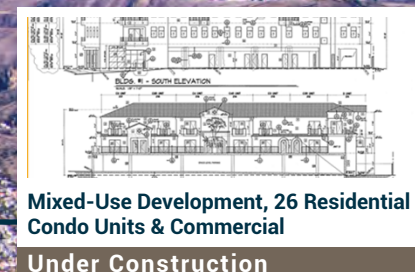 BLDG. #1 - SOUTH ELEVATION
Mixed-Use Development, 26 Residential
Condo Units & Commercial
Under Construction